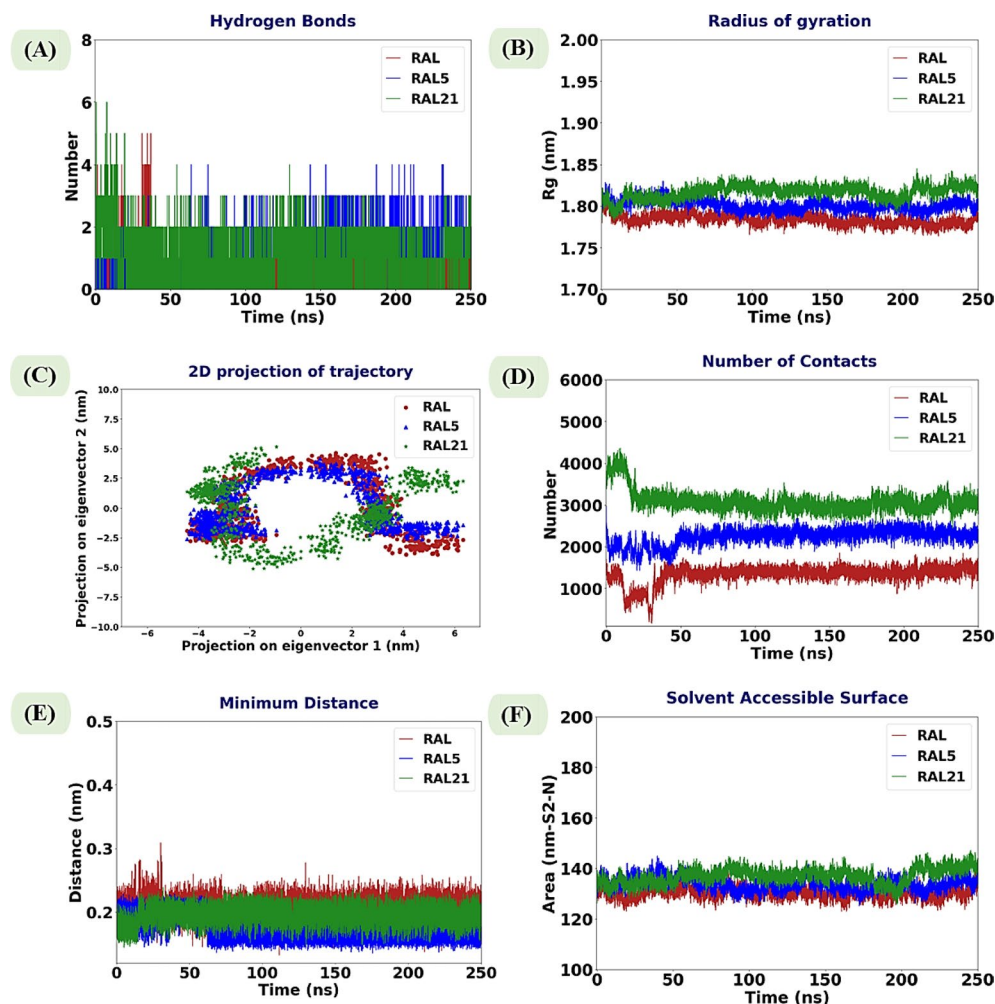 (A)
Hydrogen Bonds
Number
8
6
4
2
0
0 50 100 150 200 250
Time (ns)
RAL
RAL5
RAL21
(B)
Radius of gyration
Rg (nm)
2.00
1.95
1.90
1.85
1.80
1.75
1.70
0 50 100 150 200 250
Time (ns)
RAL
RAL5
RAL21
(C)
2D projection of trajectory
Projection on eigenvector 2 (nm)
10.0
7.5
5.0
2.5
0.0
−2.5
−5.0
−7.5
−10.0
−6 −4 −2 0 2 4 6
Projection on eigenvector 1 (nm)
RAL
RAL5
RAL21
(D)
Number of Contacts
Number
6000
5000
4000
3000
2000
1000
0 50 100 150 200 250
Time (ns)
RAL
RAL5
RAL21
(E)
Minimum Distance
Distance (nm)
0.5
0.4
0.3
0.2
0 50 100 150 200 250
Time (ns)
RAL
RAL5
RAL21
(F)
Solvent Accessible Surface
Area (nm-S2-N)
200
180
160
140
120
100
0 50 100 150 200 250
Time (ns)
RAL
RAL5
RAL21